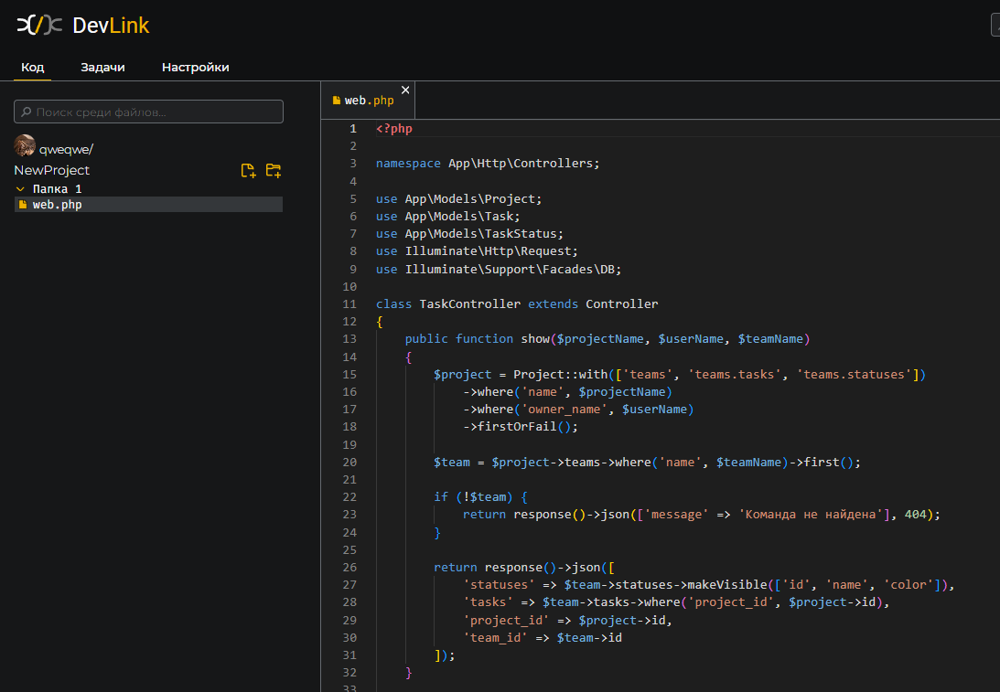 DevLink
Код Задачи Настройки
Поиск среди файлов...
qweqwe/
NewProject
Папка 1
web.php
web.php
1 <?php
2
3 namespace App\Http\Controllers;
4
5 use App\Models\Project;
6 use App\Models\Task;
7 use App\Models\TaskStatus;
8 use Illuminate\Http\Request;
9 use Illuminate\Support\Facades\DB;
10
11 class TaskController extends Controller
12 {
13 public function show($projectName, $userName, $teamName)
14 {
15 $project = Project::with(['teams', 'teams.tasks', 'teams.statuses'])
16 ->where('name', $projectName)
17 ->where('owner_name', $userName)
18 ->firstOrFail();
19
20 $team = $project->teams->where('name', $teamName)->first();
21
22 if (!$team) {
23 return response()->json(['message' => 'Команда не найдена'], 404);
24 }
25
26 return response()->json([
27 'statuses' => $team->statuses->makeVisible(['id', 'name', 'color']),
28 'tasks' => $team->tasks->where('project_id', $project->id),
29 'project_id' => $project->id,
30 'team_id' => $team->id
31 ]);
32 }
33